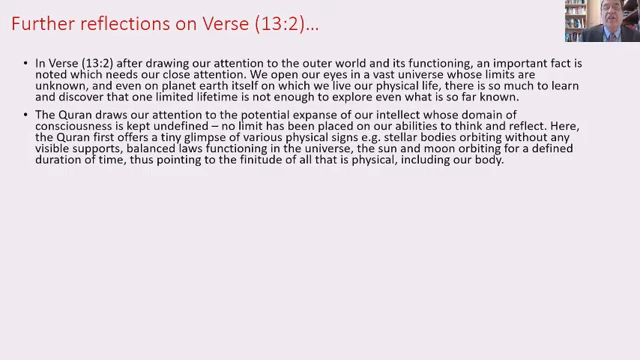 Further reflections on Verse (13:2)...
• In Verse (13:2) after drawing our attention to the outer world and its functioning, an important fact is
noted which needs our close attention. We open our eyes in a vast universe whose limits are
unknown, and even on planet earth itself on which we live our physical life, there is so much to learn
and discover that one limited lifetime is not enough to explore even what is so far known.
• The Quran draws our attention to the potential expanse of our intellect whose domain of
consciousness is kept undefined – no limit has been placed on our abilities to think and reflect. Here,
the Quran first offers a tiny glimpse of various physical signs e.g. stellar bodies orbiting without any
visible supports, balanced laws functioning in the universe, the sun and moon orbiting for a defined
duration of time, thus pointing to the finitude of all that is physical, including our body.